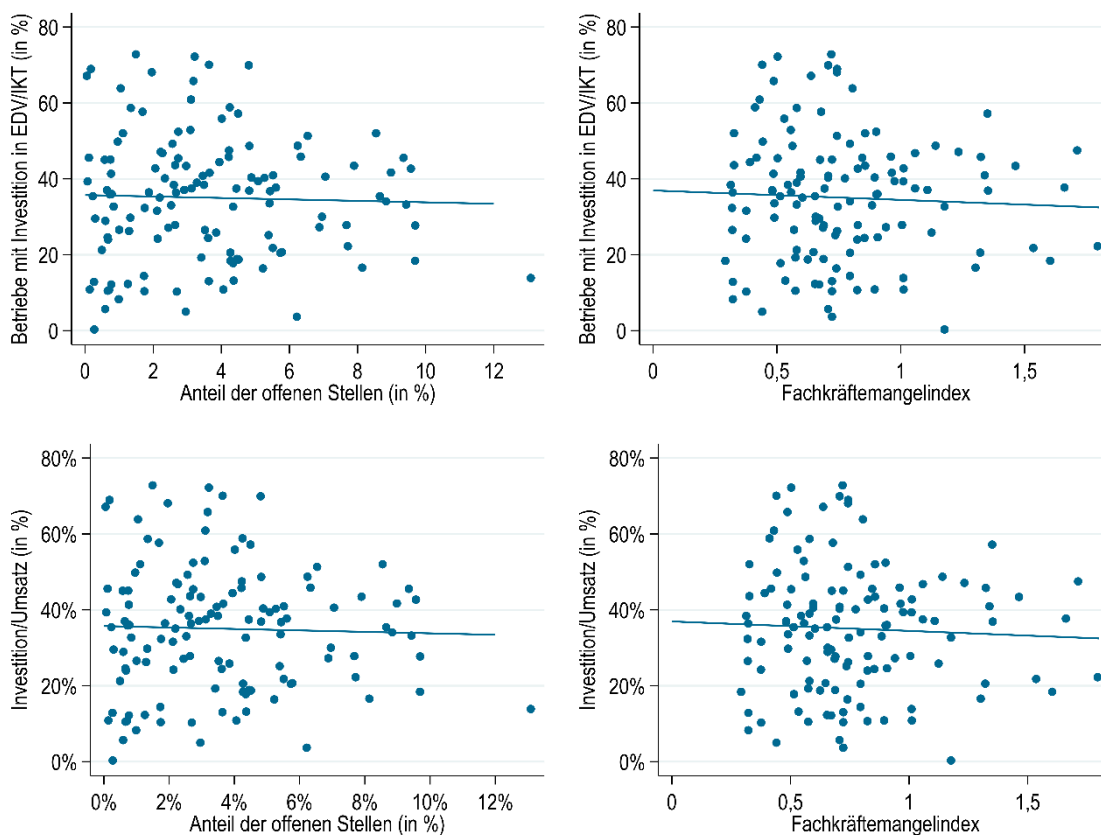 Betriebe mit Investition in EDV/IKT (in %)
80
60
40
20
0
0 2 4 6 8 10 12
Anteil der offenen Stellen (in %)
Betriebe mit Investition in EDV/IKT (in %)
80
60
40
20
0
0 0,5 1 1,5
Fachkräftemangelindex
Investition/Umsatz (in %)
80%
60%
40%
20%
0%
0% 2% 4% 6% 8% 10% 12%
Anteil der offenen Stellen (in %)
Investition/Umsatz (in %)
80%
60%
40%
20%
0%
0 0,5 1 1,5
Fachkräftemangelindex